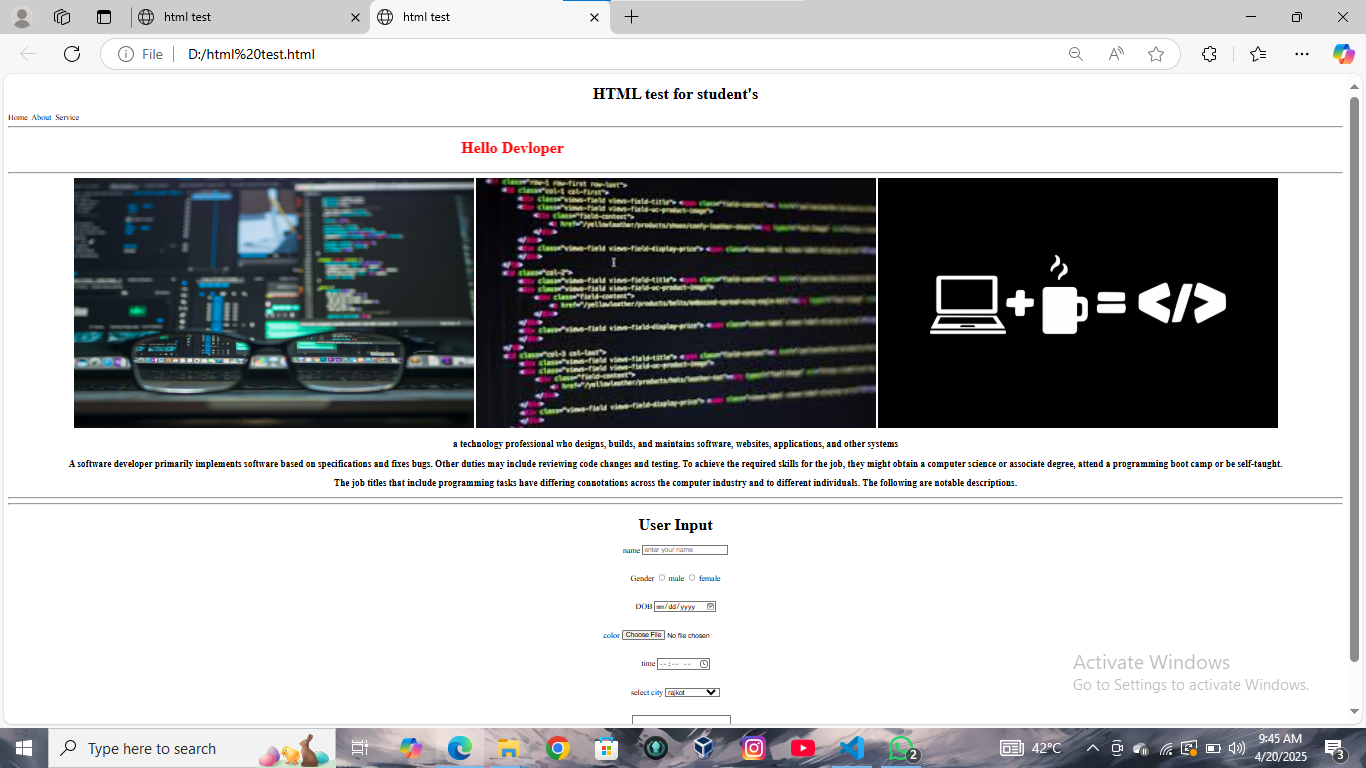 html test
html test
File
D:/html%20test.html
HTML test for student's
Home About Service
Hello Devloper
a technology professional who designs, builds, and maintains software, websites, applications, and other systems
A software developer primarily implements software based on specifications and fixes bugs. Other duties may include reviewing code changes and testing. To achieve the required skills for the job, they might obtain a computer science or associate degree, attend a programming boot camp or be self-taught.
The job titles that include programming tasks have differing connotations across the computer industry and to different individuals. The following are notable descriptions.
User Input
name enter your name
Gender male female
DOB mm/dd/yyyy
color Choose File No file chosen
time --:-- --
select city rajkot
Activate Windows
Go to Settings to activate Windows.
Type here to search
2
42°C
9:45 AM
4/20/2025
3